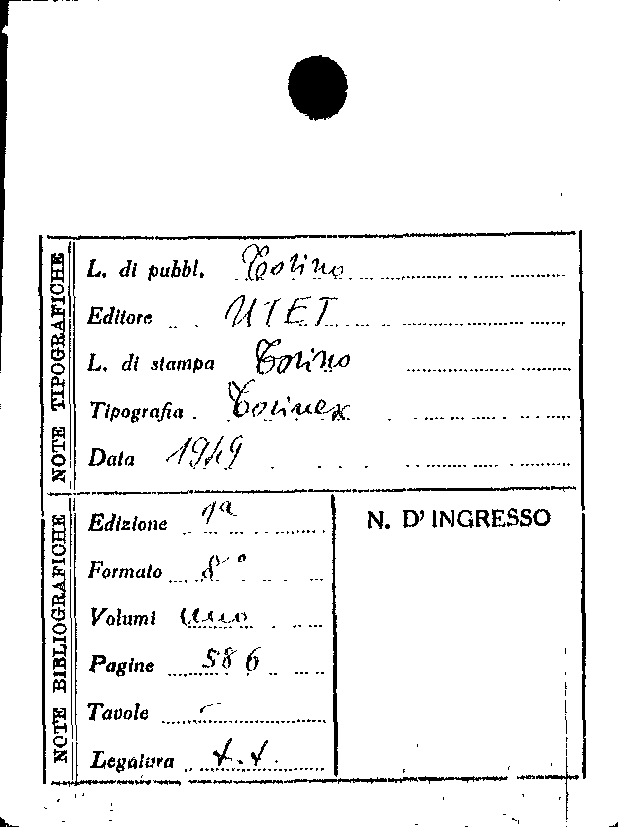 NOTE TIPOGRAFICHE
L. di pubbl. Torino
Editore UTET
L. di stampa Torino
Tipografia
Data 1949
NOTE BIBLIOGRAFICHE
Edizione 1ª
Formato 8°
Volumi uno
Pagine 586
Tavole –
Legatura t.t.
N. D'INGRESSO